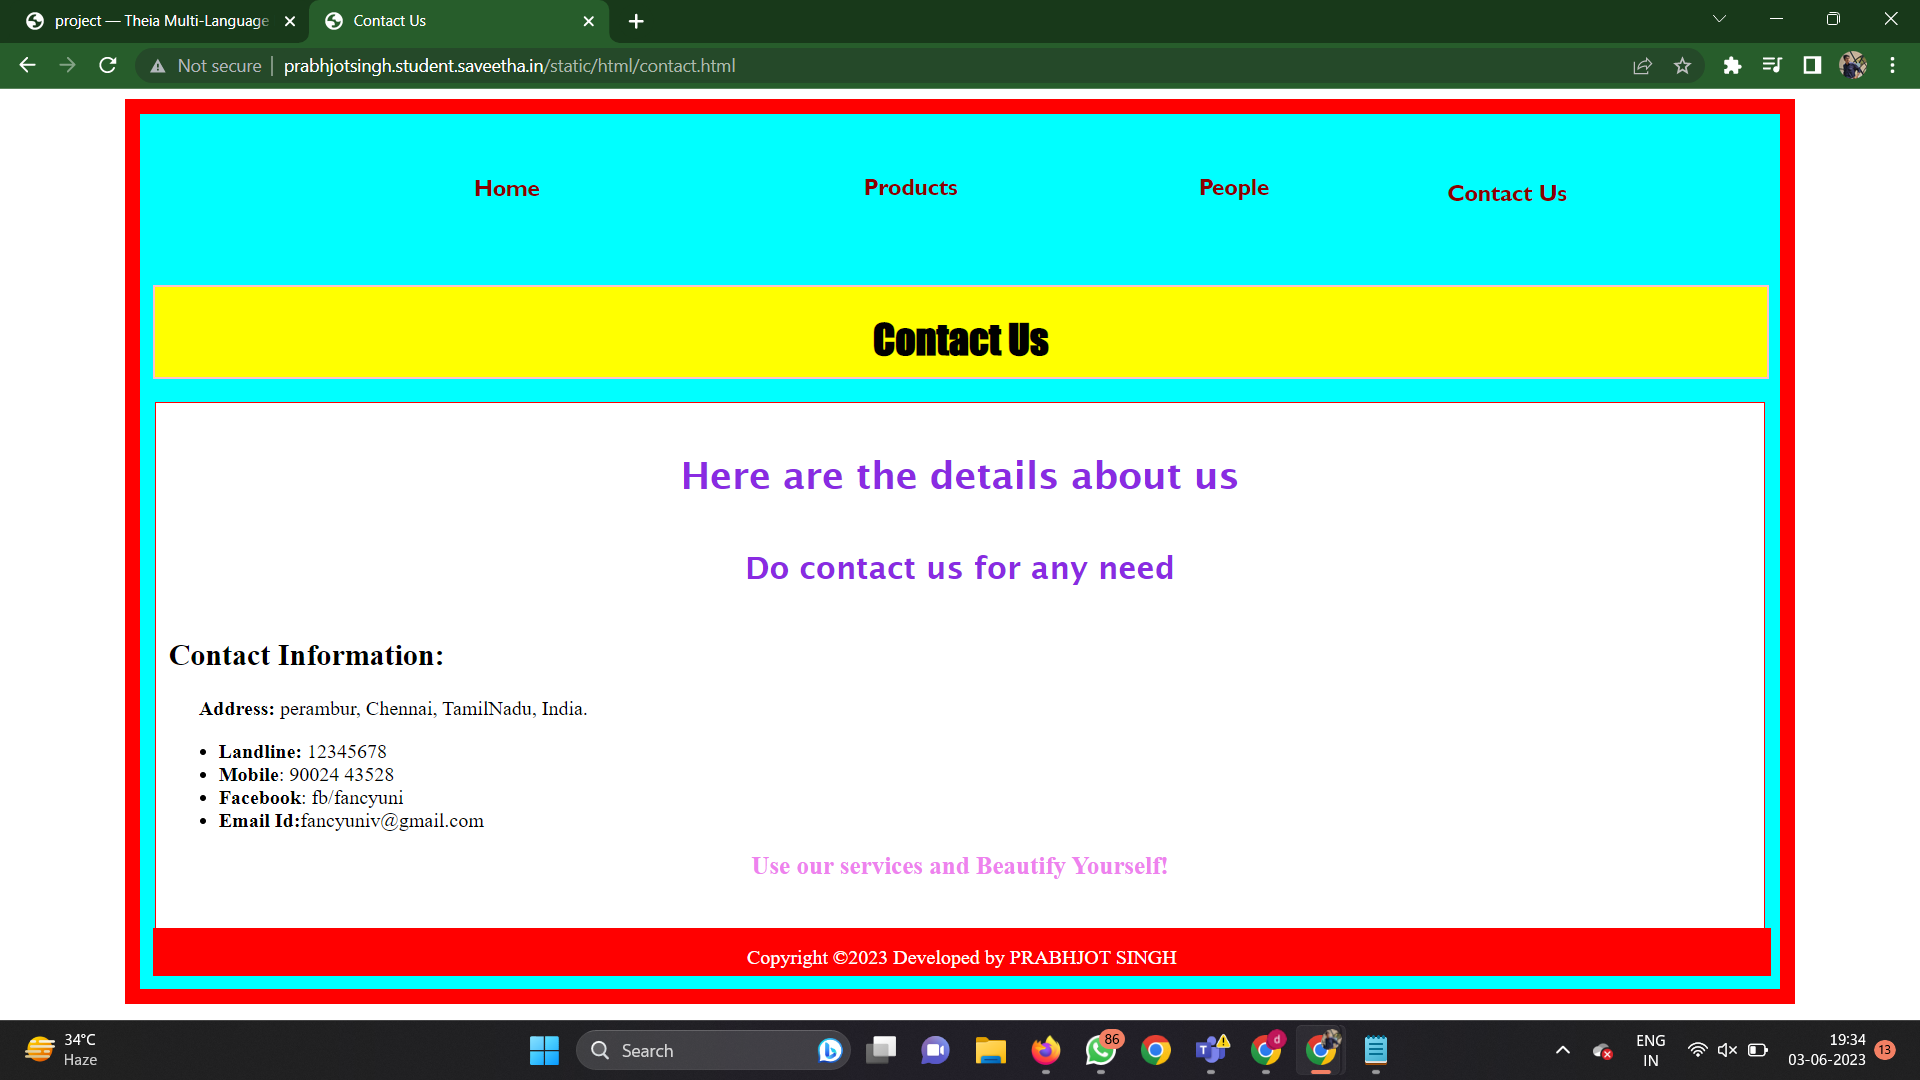 project — Theia Multi-Language
Contact Us
Not secure | prabhjotsingh.student.saveetha.in/static/html/contact.html
Home
Products
People
Contact Us
Contact Us
Here are the details about us
Do contact us for any need
Contact Information:
Address: perambur, Chennai, TamilNadu, India.
• Landline: 12345678
• Mobile: 90024 43528
• Facebook: fb/fancyuni
• Email Id:fancyuniv@gmail.com
Use our services and Beautify Yourself!
Copyright ©2023 Developed by PRABHJOT SINGH
34°C
Haze
Search
86
d
ENG
IN
19:34
03-06-2023
13